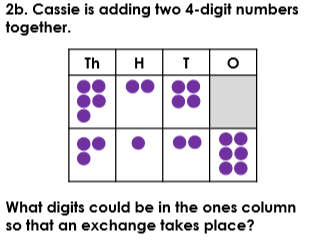 2b. Cassie is adding two 4-digit numbers
together.
Th H T O
What digits could be in the ones column
so that an exchange takes place?